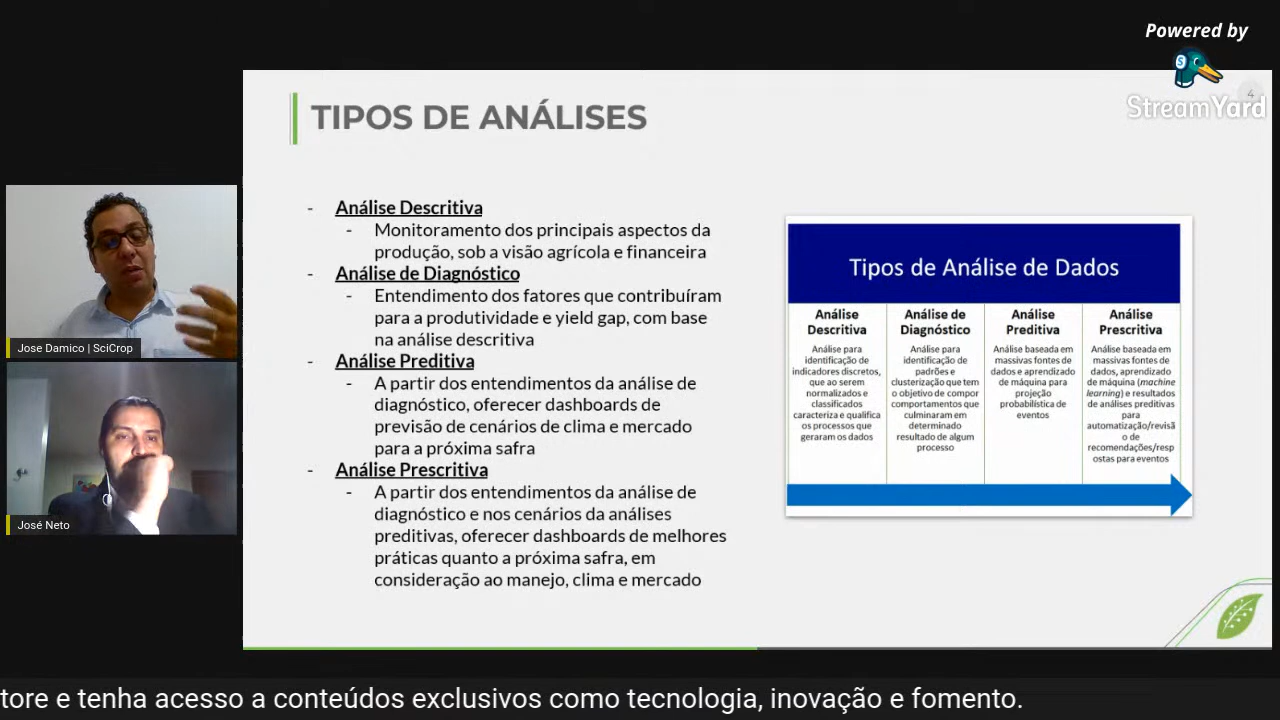 Powered by
StreamYard
4
TIPOS DE ANÁLISES
- Análise Descritiva
- Monitoramento dos principais aspectos da
produção, sob a visão agrícola e financeira
- Análise de Diagnóstico
- Entendimento dos fatores que contribuíram
para a produtividade e yield gap, com base
na análise descritiva
- Análise Preditiva
- A partir dos entendimentos da análise de
diagnóstico, oferecer dashboards de
previsão de cenários de clima e mercado
para a próxima safra
- Análise Prescritiva
- A partir dos entendimentos da análise de
diagnóstico e nos cenários da análises
preditivas, oferecer dashboards de melhores
práticas quanto a próxima safra, em
consideração ao manejo, clima e mercado
Tipos de Análise de Dados
Análise
Descritiva
Análise para
identificação de
indicadores discretos,
que ao serem
normalizados e
classificados
caracteriza e qualifica
os processos que
geraram os dados
Análise de
Diagnóstico
Análise para
identificação de
padrões e
clusterização que tem
o objetivo de compor
comportamentos que
culminaram em
determinado
resultado de algum
processo
Análise
Preditiva
Análise baseada em
massivas fontes de
dados e aprendizado
de máquina para
projeção
probabilística de
eventos
Análise
Prescritiva
Análise baseada em
massivas fontes de
dados, aprendizado
de máquina (machine
learning) e resultados
de análises preditivas
para
automatização/revisã
o de
recomendações/resp
ostas para eventos
Jose Damico | SciCrop
José Neto
tore e tenha acesso a conteúdos exclusivos como tecnologia, inovação e fomento.